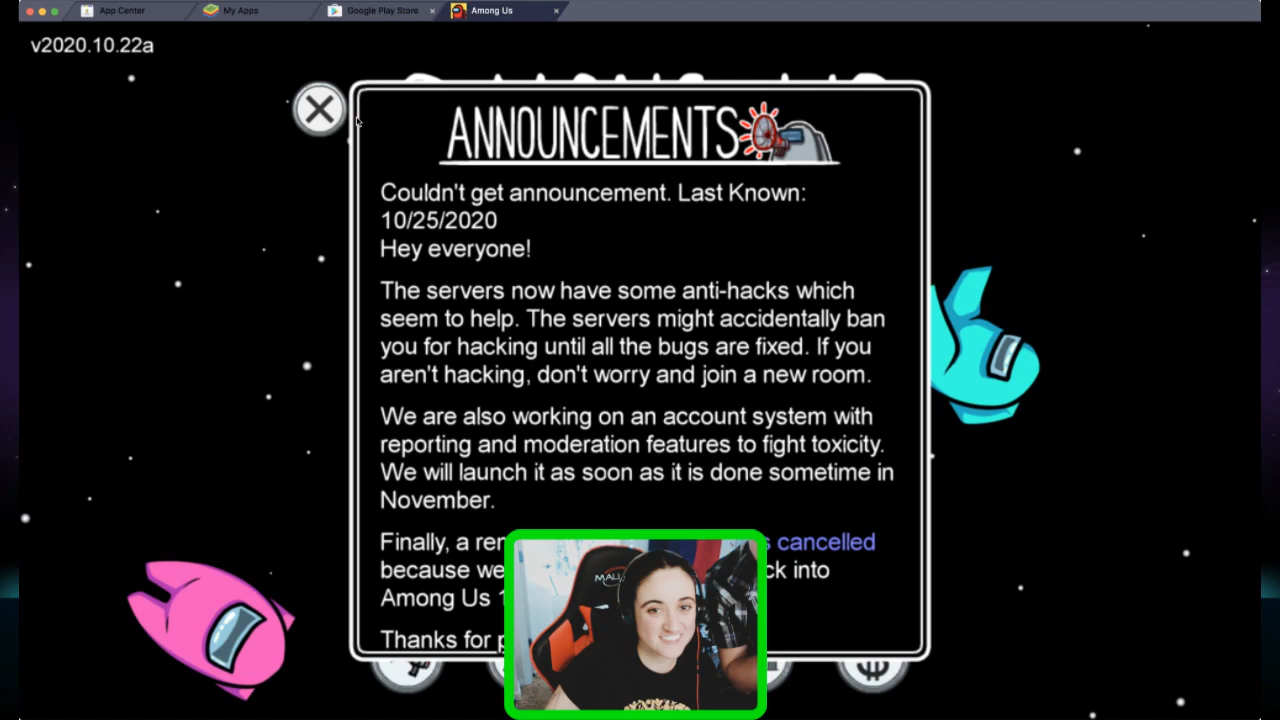 App Center
My Apps
Google Play Store
Among Us
v2020.10.22a
ANNOUNCEMENTS
Couldn't get announcement. Last Known:
10/25/2020
Hey everyone!
The servers now have some anti-hacks which
seem to help. The servers might accidentally ban
you for hacking until all the bugs are fixed. If you
aren't hacking, don't worry and join a new room.
We are also working on an account system with
reporting and moderation features to fight toxicity.
We will launch it as soon as it is done sometime in
November.
Finally, a cancelled
because we into
Among Us
Thanks for